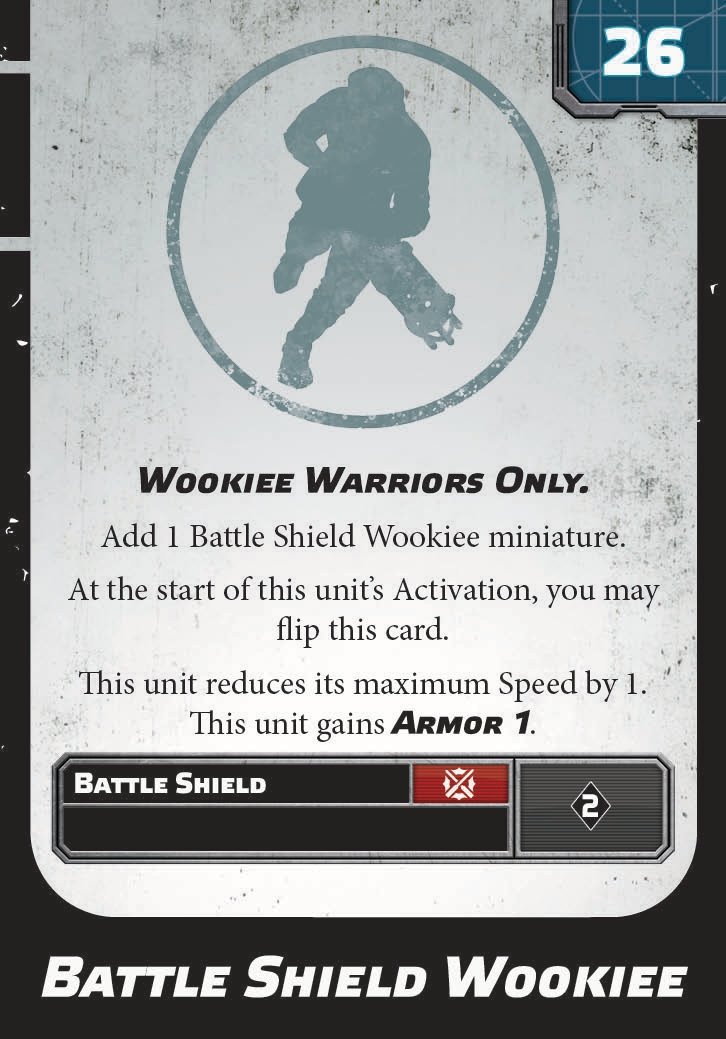 26
Wookiee Warriors Only.
Add 1 Battle Shield Wookiee miniature.
At the start of this unit's Activation, you may
flip this card.
This unit reduces its maximum Speed by 1.
This unit gains Armor 1.
Battle Shield
2
Battle Shield Wookiee